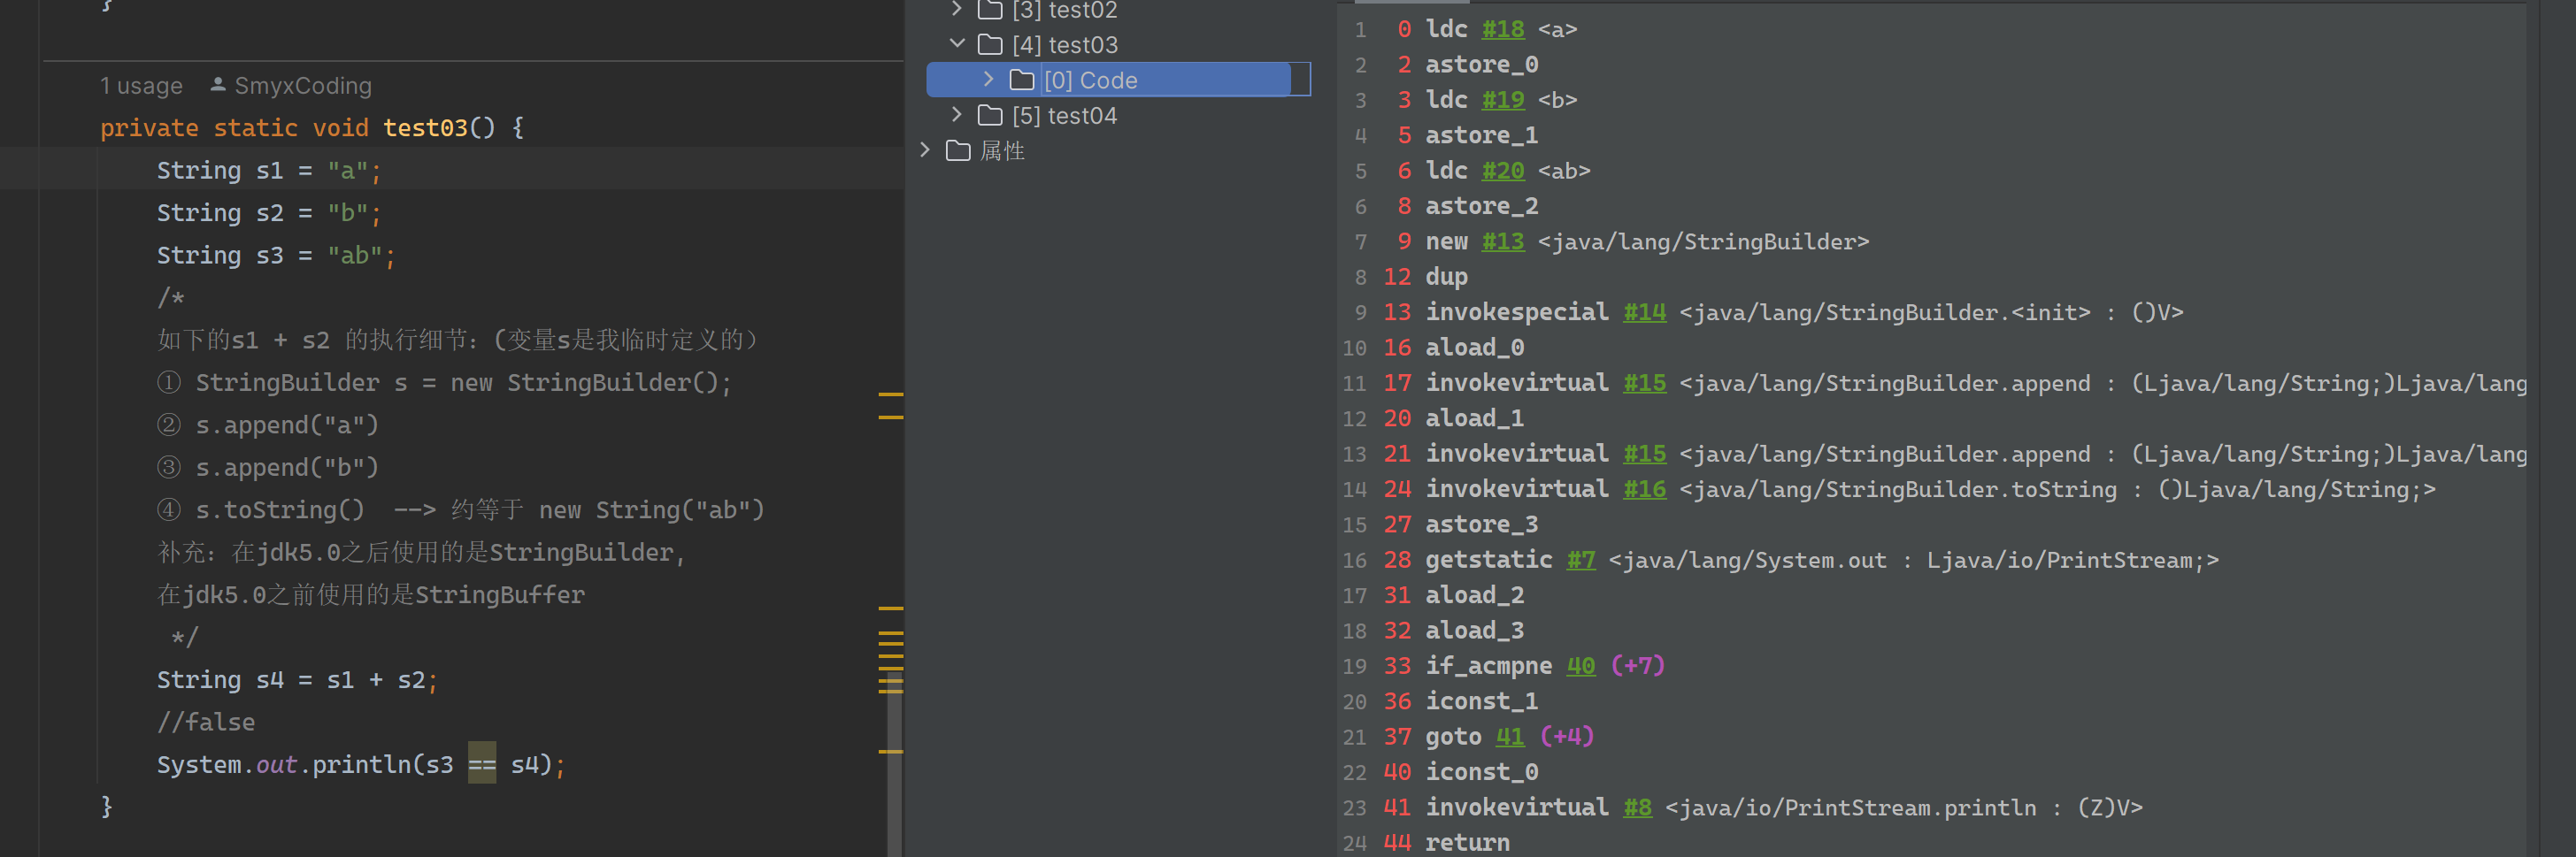 }
1 usage SmyxCoding
private static void test03() {
String s1 = "a";
String s2 = "b";
String s3 = "ab";
/*
如下的s1 + s2 的执行细节：(变量s是我临时定义的）
① StringBuilder s = new StringBuilder();
② s.append("a")
③ s.append("b")
④ s.toString() --> 约等于 new String("ab")
补充：在jdk5.0之后使用的是StringBuilder,
在jdk5.0之前使用的是StringBuffer
*/
String s4 = s1 + s2;
//false
System.out.println(s3 == s4);
}
[3] test02
[4] test03
[0] Code
[5] test04
属性
1 0 ldc #18 <a>
2 2 astore_0
3 3 ldc #19 <b>
4 5 astore_1
5 6 ldc #20 <ab>
6 8 astore_2
7 9 new #13 <java/lang/StringBuilder>
8 12 dup
9 13 invokespecial #14 <java/lang/StringBuilder.<init> : ()V>
10 16 aload_0
11 17 invokevirtual #15 <java/lang/StringBuilder.append : (Ljava/lang/String;)Ljava/lang
12 20 aload_1
13 21 invokevirtual #15 <java/lang/StringBuilder.append : (Ljava/lang/String;)Ljava/lang
14 24 invokevirtual #16 <java/lang/StringBuilder.toString : ()Ljava/lang/String;>
15 27 astore_3
16 28 getstatic #7 <java/lang/System.out : Ljava/io/PrintStream;>
17 31 aload_2
18 32 aload_3
19 33 if_acmpne 40 (+7)
20 36 iconst_1
21 37 goto 41 (+4)
22 40 iconst_0
23 41 invokevirtual #8 <java/io/PrintStream.println : (Z)V>
24 44 return